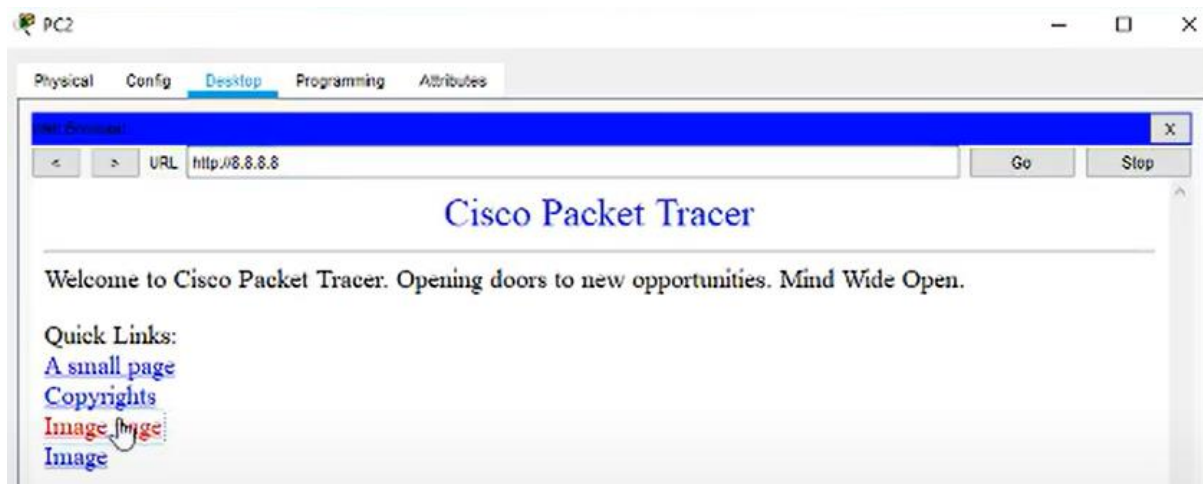 PC2
Physical Config Desktop Programming Attributes
Web Browser
X
< > URL http://8.8.8.8 Go Stop
Cisco Packet Tracer
Welcome to Cisco Packet Tracer. Opening doors to new opportunities. Mind Wide Open.
Quick Links:
A small page
Copyrights
Image page
Image